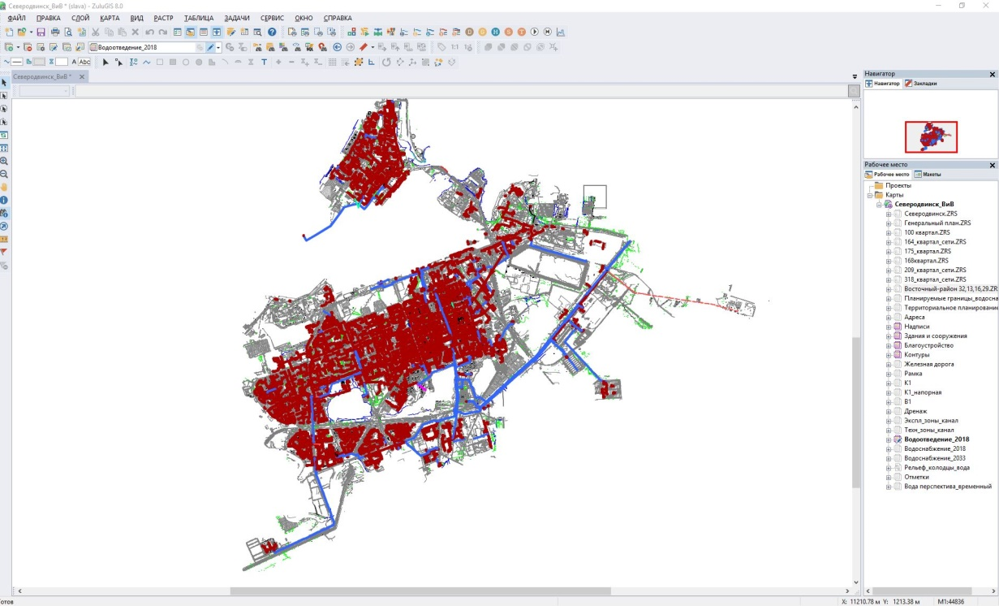 Северодвинск_ВиВ * (slava) - ZuluGIS 8.0
ФАЙЛ ПРАВКА СЛОЙ КАРТА ВИД РАСТР ТАБЛИЦА ЗАДАЧИ СЕРВИС ОКНО СПРАВКА
Водоотведение_2018
1:1
Abc
Северодвинск_ВиВ *
Навигатор
Навигатор Закладки
Рабочее место
Рабочее место Макеты
Проекты
Карты
Северодвинск_ВиВ
Северодвинск.ZRS
Генеральный план.ZRS
100 квартал.ZRS
164_квартал_сети.ZRS
175_квартал.ZRS
168квартал.ZRS
209_квартал_сети.ZRS
318_квартал_сети.ZRS
Восточный-район 32,13,16,29.ZR
Планируемые границы_водосна
Территориальное планировани
Адреса
Надписи
Здания и сооружения
Благоустройство
Контуры
Железная дорога
Рамка
К1
К1_напорная
В1
Дренаж
Экспл_зоны_канал
Техн_зоны_канал
Водоотведение_2018
Водоснабжение_2018
Водоснабжение_2033
Рельеф_колодцы_вода
Отметки
Вода перспектива_временный
отов
X: 11210.78 м Y: 1213.38 м М1:44836